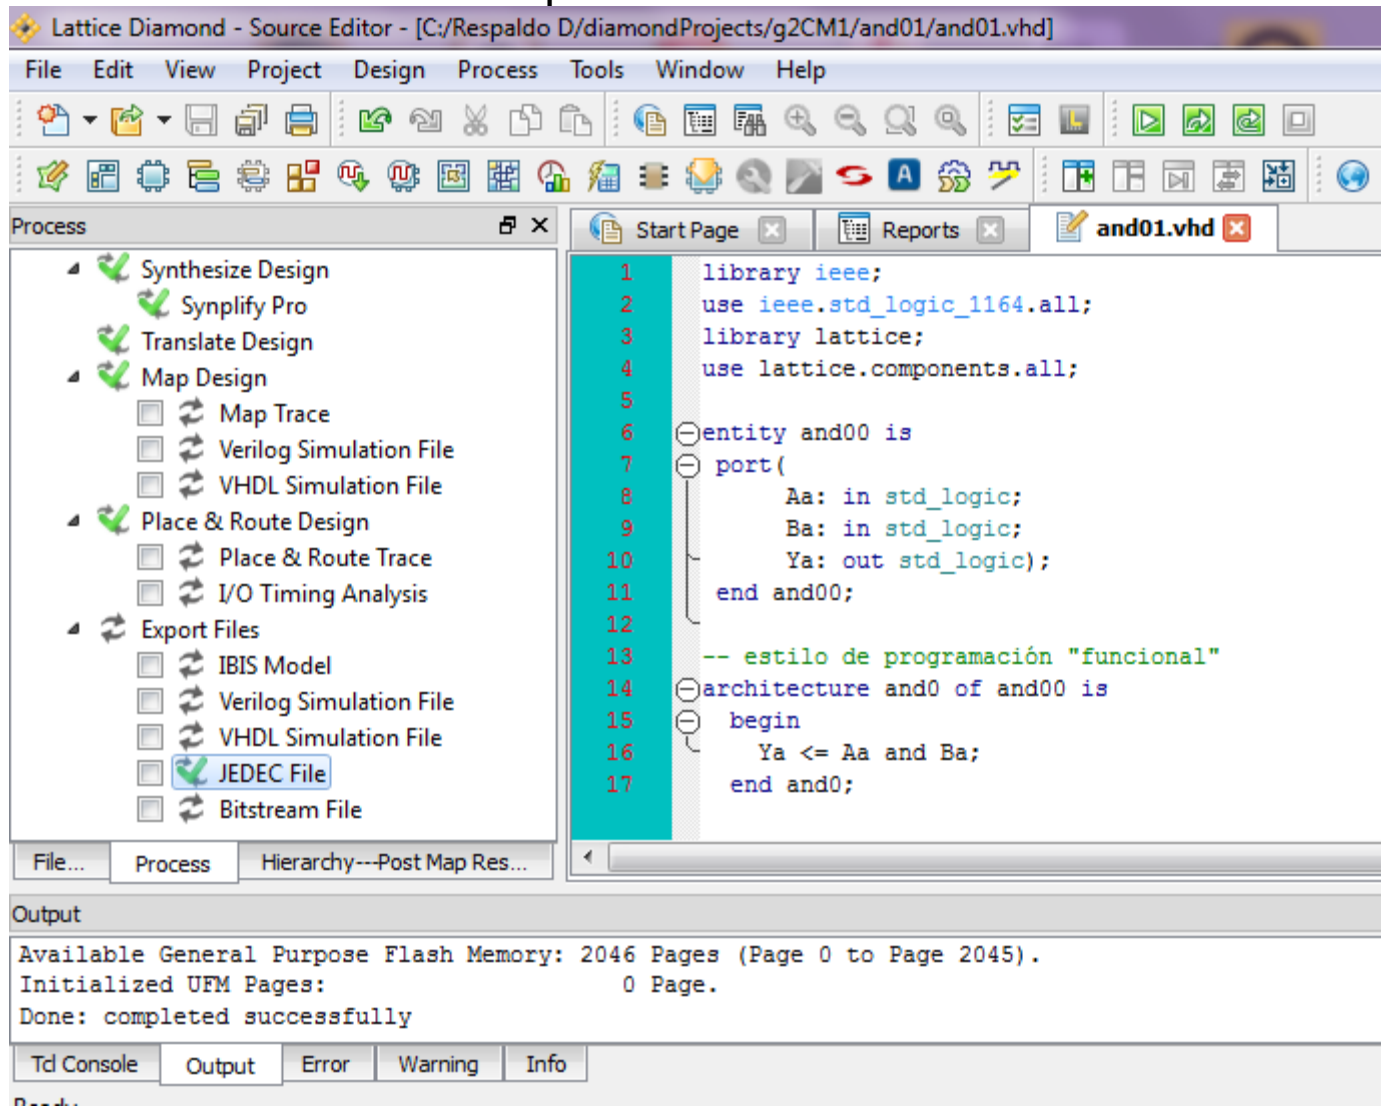 Lattice Diamond - Source Editor - [C:/Respaldo D/diamondProjects/g2CM1/and01/and01.vhd]
File Edit View Project Design Process Tools Window Help
Process
Start Page Reports and01.vhd
Synthesize Design
Synplify Pro
Translate Design
Map Design
Map Trace
Verilog Simulation File
VHDL Simulation File
Place & Route Design
Place & Route Trace
I/O Timing Analysis
Export Files
IBIS Model
Verilog Simulation File
VHDL Simulation File
JEDEC File
Bitstream File
File... Process Hierarchy---Post Map Res...
1 library ieee;
2 use ieee.std_logic_1164.all;
3 library lattice;
4 use lattice.components.all;
5
6 entity and00 is
7 port(
8 Aa: in std_logic;
9 Ba: in std_logic;
10 Ya: out std_logic);
11 end and00;
12
13 -- estilo de programación "funcional"
14 architecture and0 of and00 is
15 begin
16 Ya <= Aa and Ba;
17 end and0;
Output
Available General Purpose Flash Memory: 2046 Pages (Page 0 to Page 2045).
Initialized UFM Pages: 0 Page.
Done: completed successfully
Tcl Console Output Error Warning Info